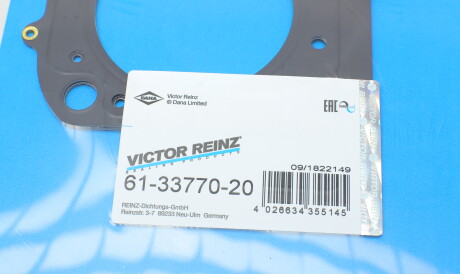 DANA
Victor Reinz
® Dana Limited
EAC
VICTOR REINZ®
61-33770-20
09/1822149
REINZ-Dichtungs-GmbH
Reinzstr. 3-7 89233 Neu-Ulm Germany
4 026634 355145